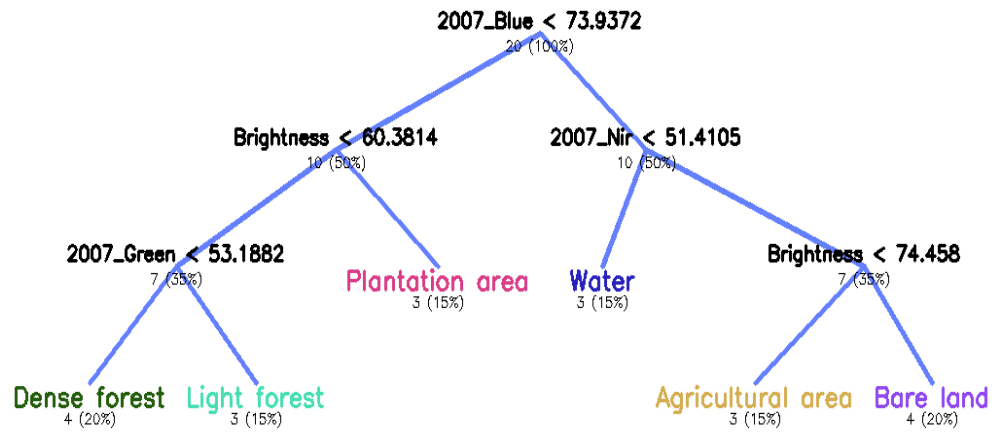 2007_Blue < 73.9372
20 (100%)
Brightness < 60.3814
10 (50%)
2007_Nir < 51.4105
10 (50%)
2007_Green < 53.1882
7 (35%)
Plantation area
3 (15%)
Water
3 (15%)
Brightness < 74.458
7 (35%)
Dense forest
4 (20%)
Light forest
3 (15%)
Agricultural area
3 (15%)
Bare land
4 (20%)